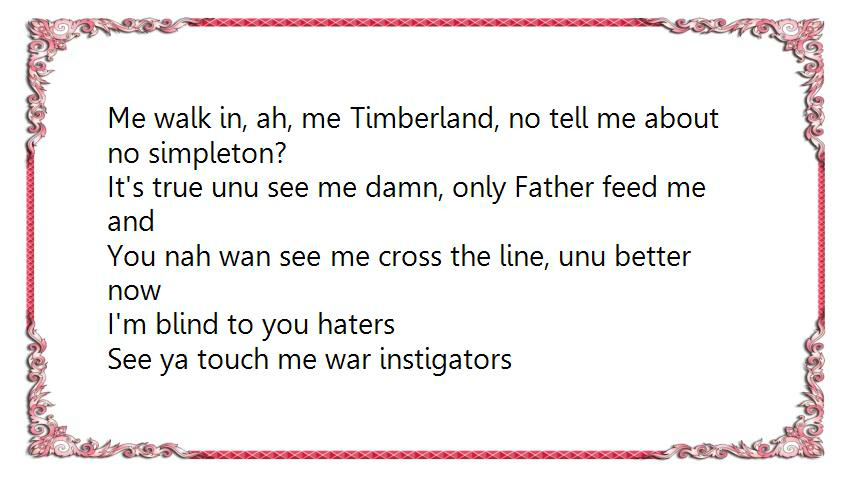 Me walk in, ah, me Timberland, no tell me about
no simpleton?
It's true unu see me damn, only Father feed me
and
You nah wan see me cross the line, unu better
now
I'm blind to you haters
See ya touch me war instigators